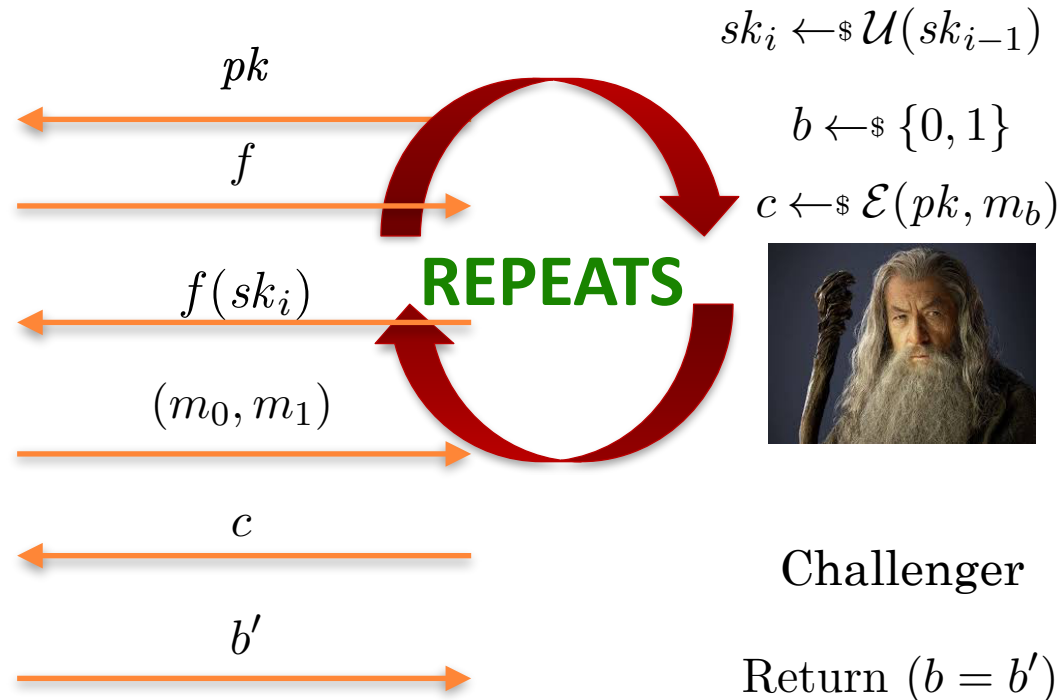 sk_i ←$ U(sk_{i−1})
pk
b ←$ {0, 1}
f
c ←$ E(pk, m_b)
REPEATS
f(sk_i)
(m_0, m_1)
c
Challenger
b′
Return (b = b′)